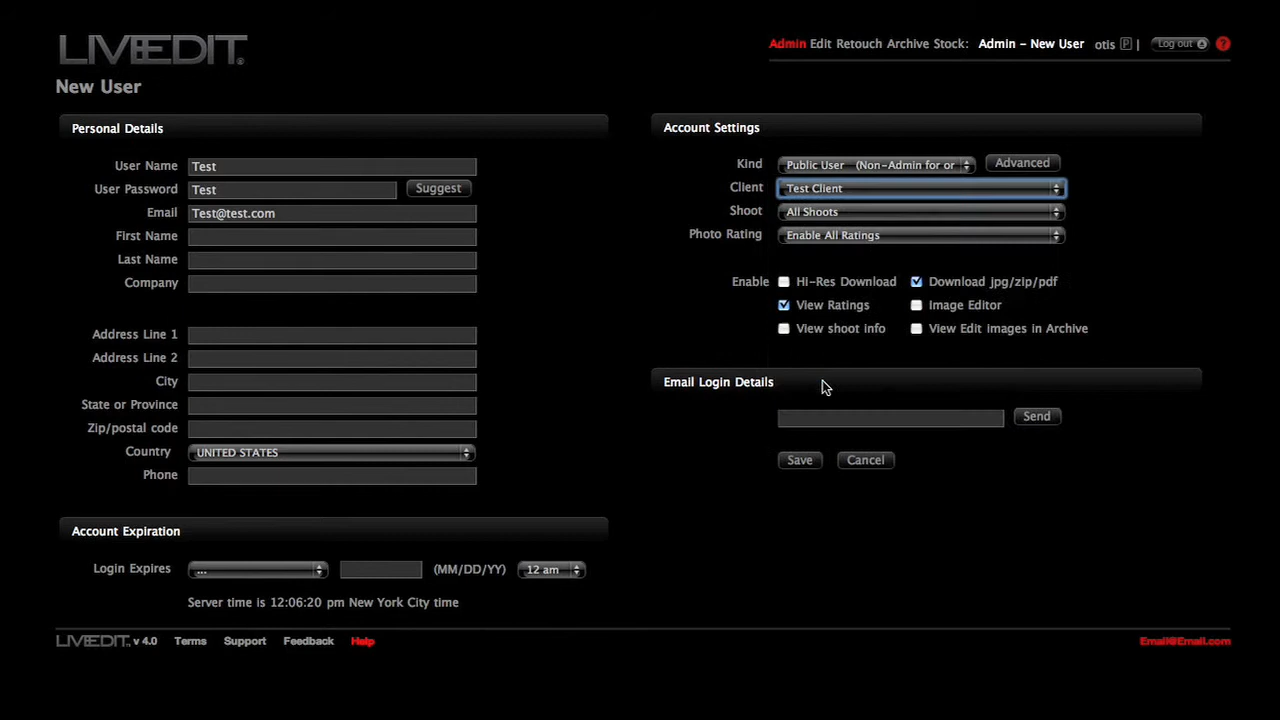 LIVEEDIT®
Admin Edit Retouch Archive Stock: Admin - New User otis P | Log out ?
New User
Personal Details
User Name Test
User Password Test Suggest
Email Test@test.com
First Name
Last Name
Company
Address Line 1
Address Line 2
City
State or Province
Zip/postal code
Country UNITED STATES
Phone
Account Expiration
Login Expires ... (MM/DD/YY) 12 am
Server time is 12:06:20 pm New York City time
Account Settings
Kind Public User (Non-Admin for or Advanced
Client Test Client
Shoot All Shoots
Photo Rating Enable All Ratings
Enable Hi-Res Download Download jpg/zip/pdf
View Ratings Image Editor
View shoot info View Edit images in Archive
Email Login Details
Send
Save Cancel
LIVEEDIT. v 4.0 Terms Support Feedback Help Email@Email.com